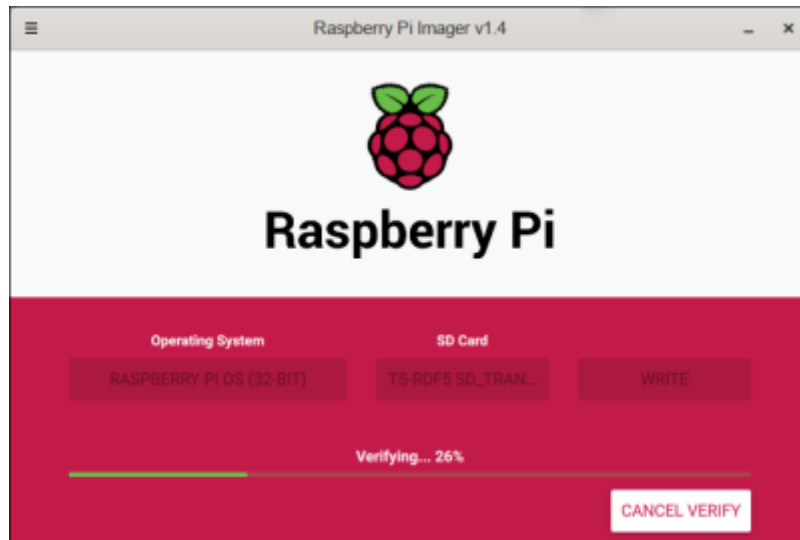 Raspberry Pi Imager v1.4
Raspberry Pi
Operating System
SD Card
RASPBERRY PI OS (32-BIT)
TS-RDF5 SD_TRAN...
WRITE
Verifying... 26%
CANCEL VERIFY